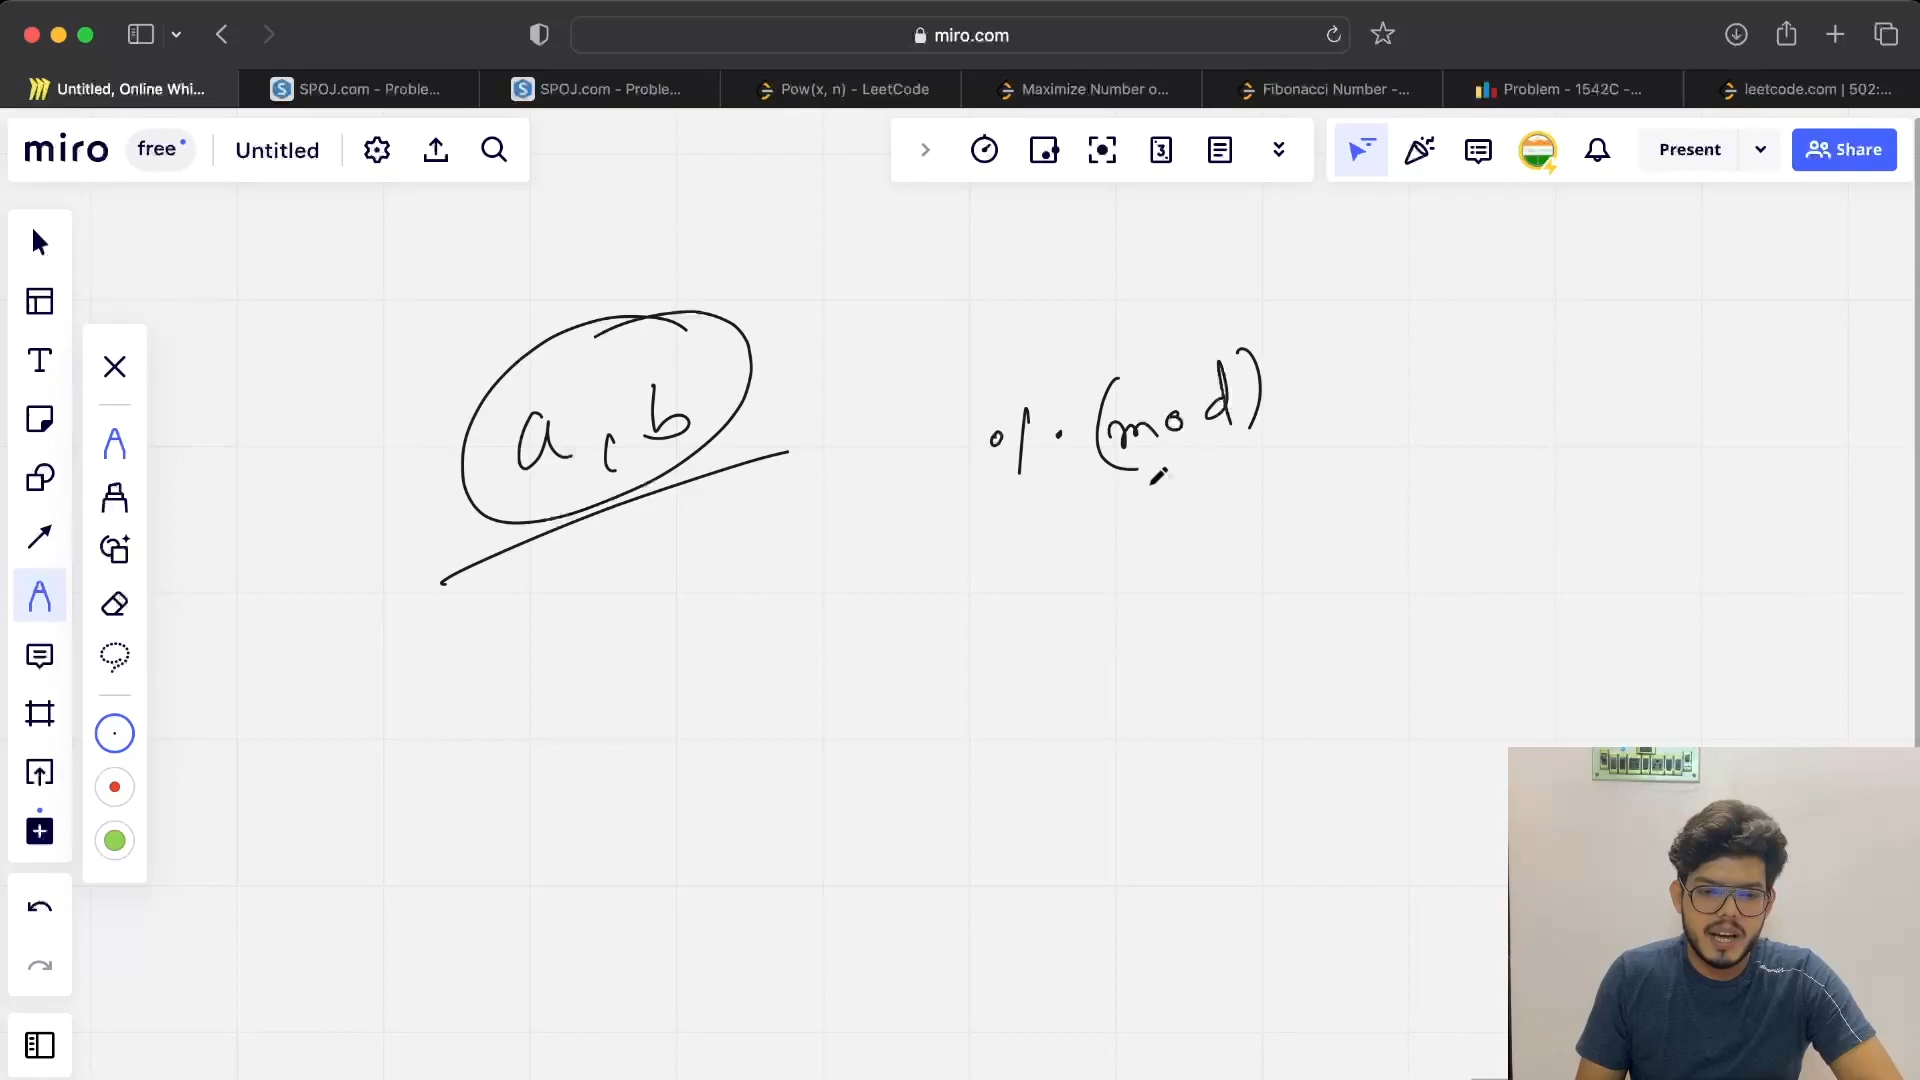 miro.com
Untitled, Online Whi...
SPOJ.com - Proble...
SPOJ.com - Proble...
Pow(x, n) - LeetCode
Maximize Number o...
Fibonacci Number -...
Problem - 1542C -...
leetcode.com | 502:...
miro
free
Untitled
3
Present
Share
a, b
% (mod)